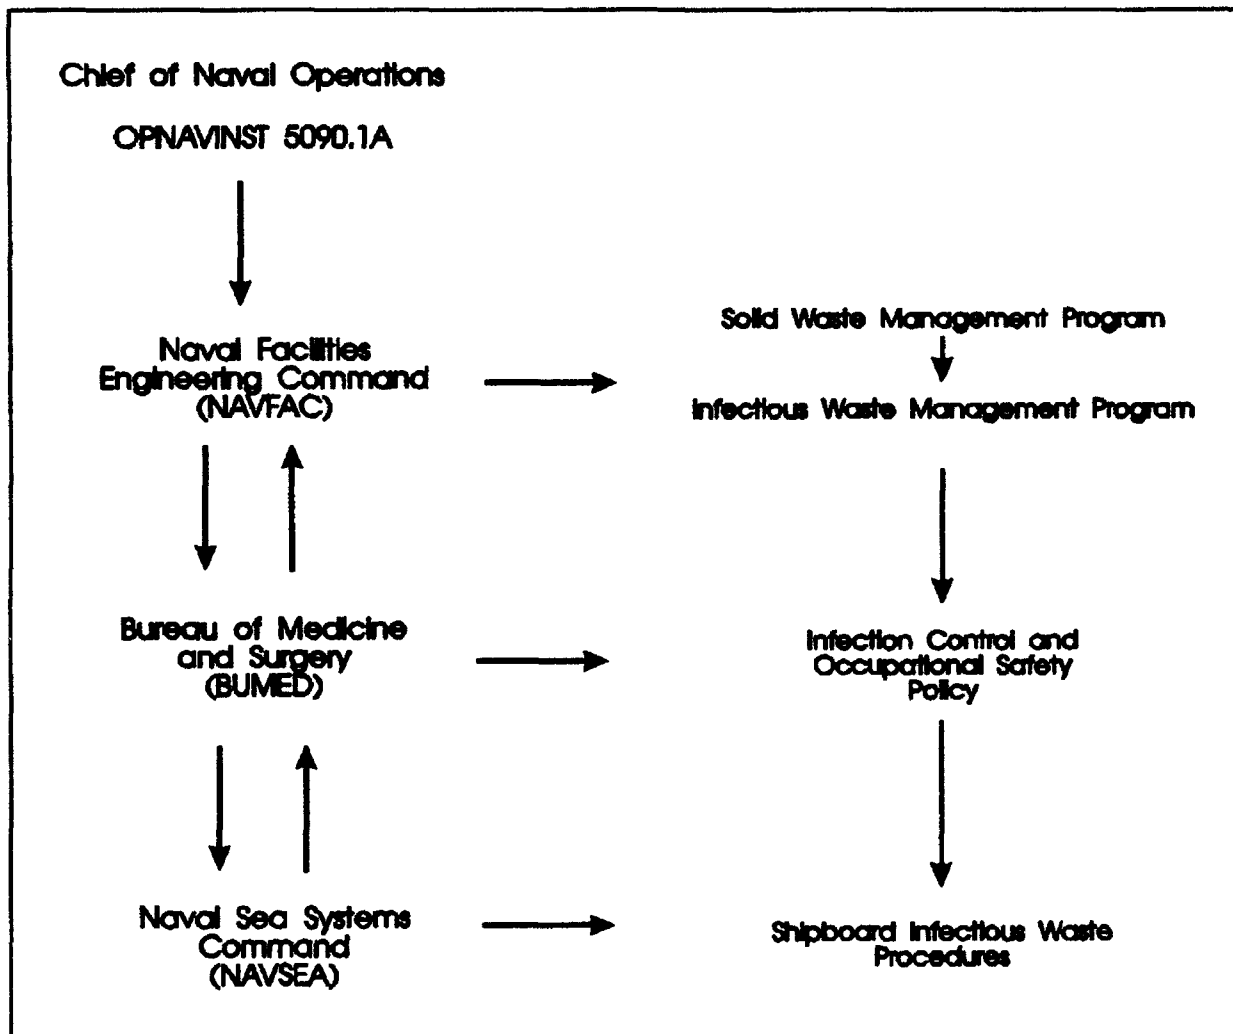 Chief of Naval Operations
OPNAVINST 5090.1A
Naval Facilities
Engineering Command
(NAVFAC)
Solid Waste Management Program
Infectious Waste Management Program
Bureau of Medicine
and Surgery
(BUMED)
Infection Control and
Occupational Safety
Policy
Naval Sea Systems
Command
(NAVSEA)
Shipboard Infectious Waste
Procedures